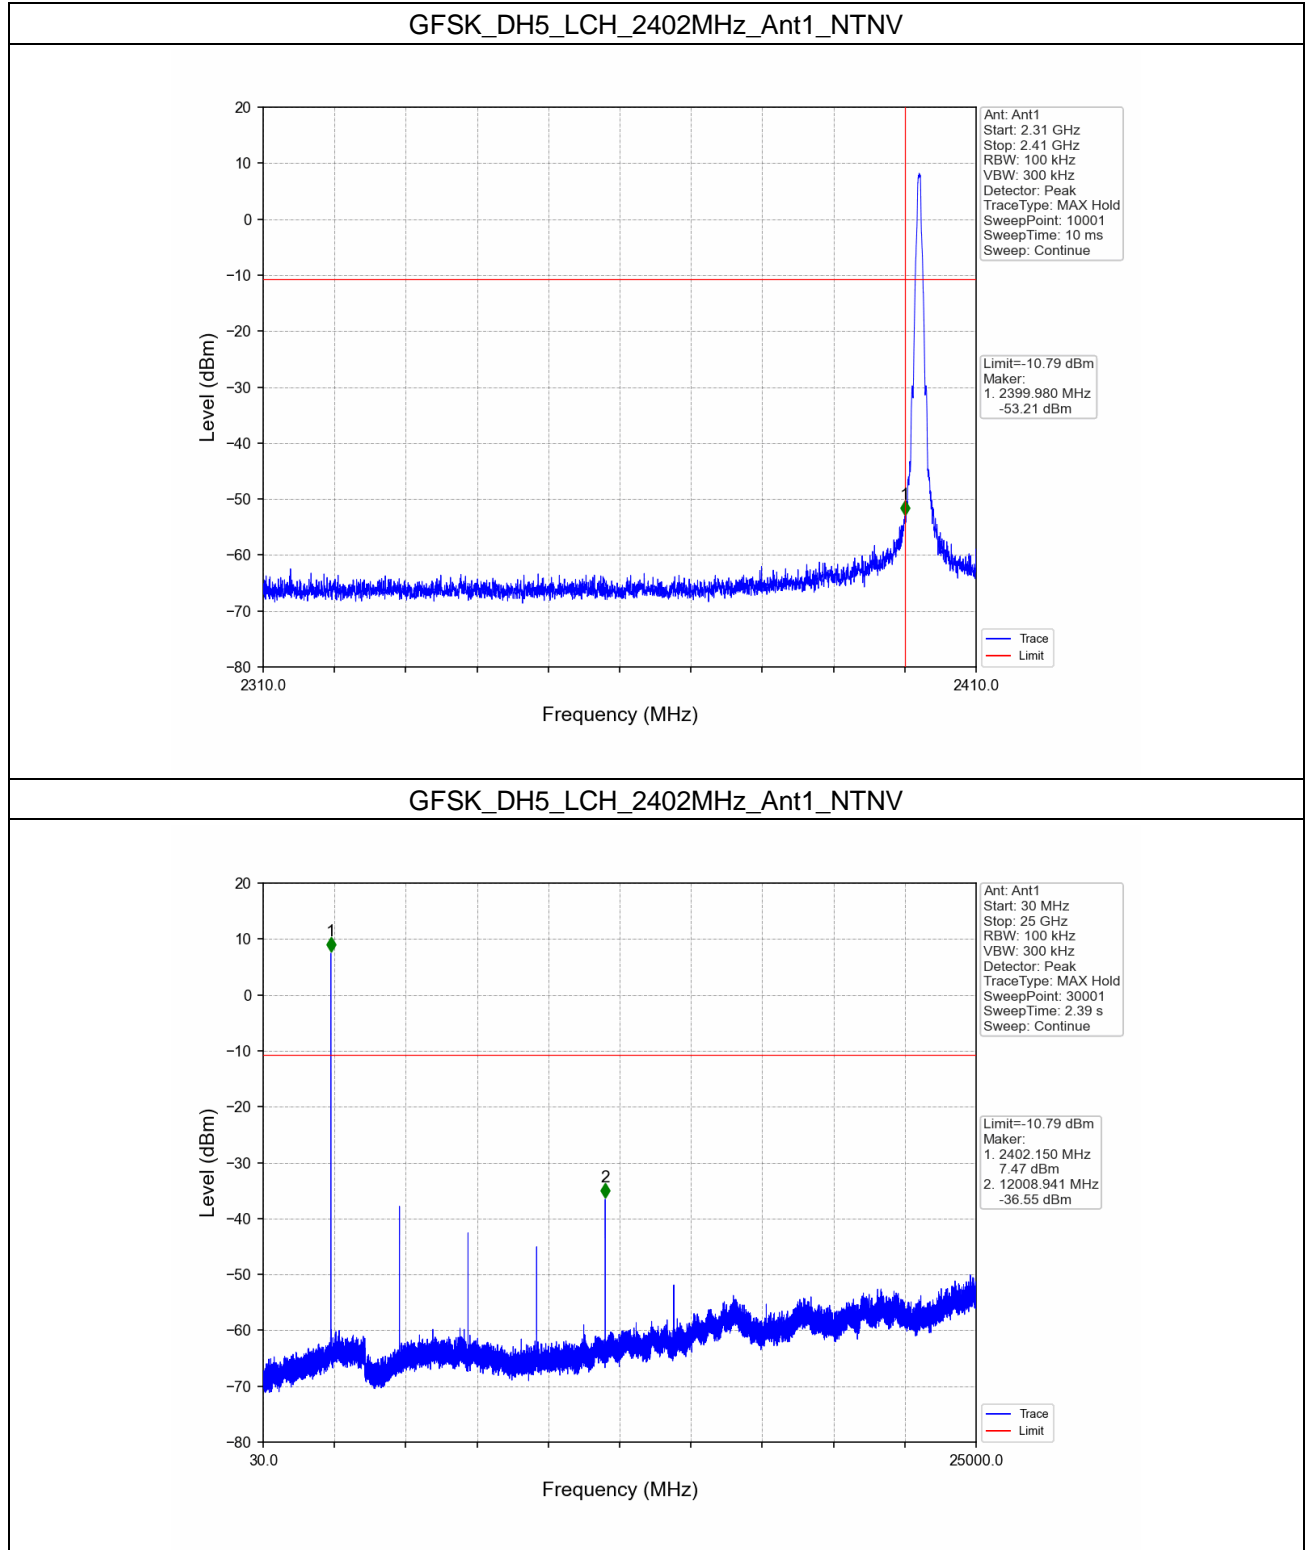 GFSK_DH5_LCH_2402MHz_Ant1_NTNV
20
10
0
−10
−20
−30
−40
−50
−60
−70
−80
Level (dBm)
1
2310.0
2410.0
Frequency (MHz)
Ant: Ant1
Start: 2.31 GHz
Stop: 2.41 GHz
RBW: 100 kHz
VBW: 300 kHz
Detector: Peak
TraceType: MAX Hold
SweepPoint: 10001
SweepTime: 10 ms
Sweep: Continue
Limit=-10.79 dBm
Maker:
1. 2399.980 MHz
-53.21 dBm
Trace
Limit
GFSK_DH5_LCH_2402MHz_Ant1_NTNV
20
10
0
−10
−20
−30
−40
−50
−60
−70
−80
Level (dBm)
1
2
30.0
25000.0
Frequency (MHz)
Ant: Ant1
Start: 30 MHz
Stop: 25 GHz
RBW: 100 kHz
VBW: 300 kHz
Detector: Peak
TraceType: MAX Hold
SweepPoint: 30001
SweepTime: 2.39 s
Sweep: Continue
Limit=-10.79 dBm
Maker:
1. 2402.150 MHz
7.47 dBm
2. 12008.941 MHz
-36.55 dBm
Trace
Limit